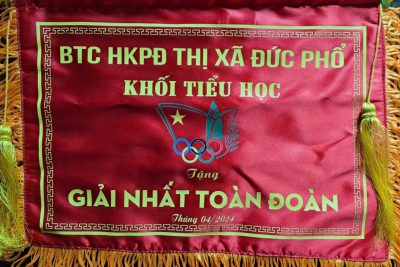 BTC HKPĐ THỊ XÃ ĐỨC PHỔ
KHỐI TIỂU HỌC
Tặng
GIẢI NHẤT TOÀN ĐOÀN
Tháng 04/2024